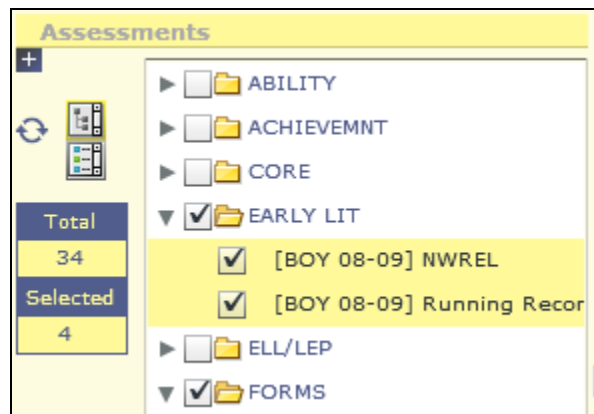 Assessments
+
ABILITY
ACHIEVEMNT
CORE
Total
34
Selected
4
EARLY LIT
[BOY 08-09] NWREL
[BOY 08-09] Running Recor
ELL/LEP
FORMS